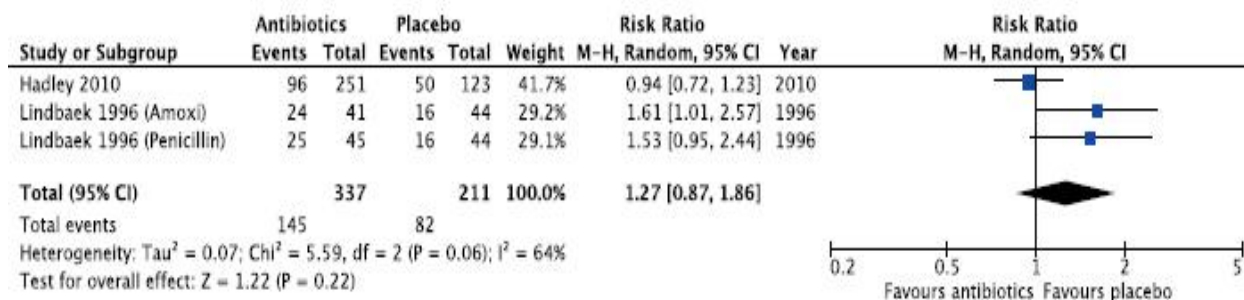 Antibiotics Placebo Risk Ratio Risk Ratio
Study or Subgroup Events Total Events Total Weight M-H, Random, 95% CI Year M-H, Random, 95% CI
Hadley 2010 96 251 50 123 41.7% 0.94 [0.72, 1.23] 2010
Lindbaek 1996 (Amoxi) 24 41 16 44 29.2% 1.61 [1.01, 2.57] 1996
Lindbaek 1996 (Penicillin) 25 45 16 44 29.1% 1.53 [0.95, 2.44] 1996
Total (95% CI) 337 211 100.0% 1.27 [0.87, 1.86]
Total events 145 82
Heterogeneity: Tau² = 0.07; Chi² = 5.59, df = 2 (P = 0.06); I² = 64%
Test for overall effect: Z = 1.22 (P = 0.22)
0.2 0.5 1 2 5
Favours antibiotics Favours placebo